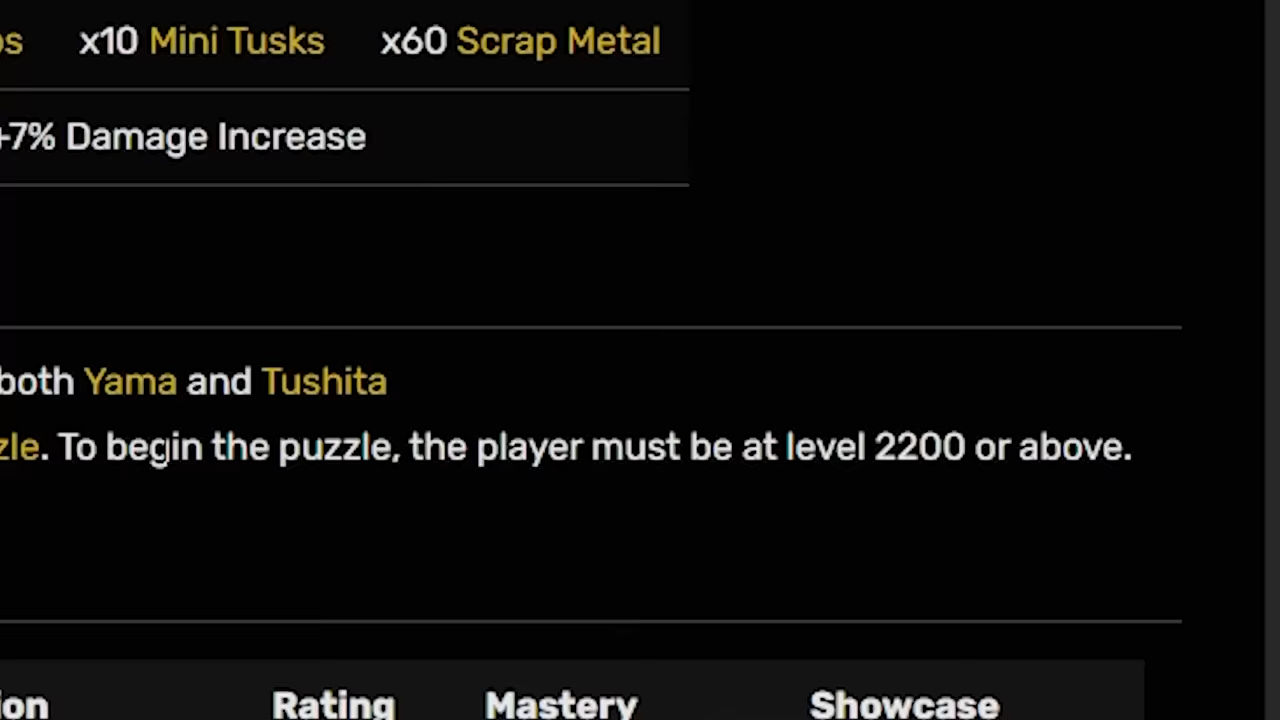 x10 Mini Tusks x60 Scrap Metal
+7% Damage Increase
both Yama and Tushita
. To begin the puzzle, the player must be at level 2200 or above.
Rating Mastery Showcase